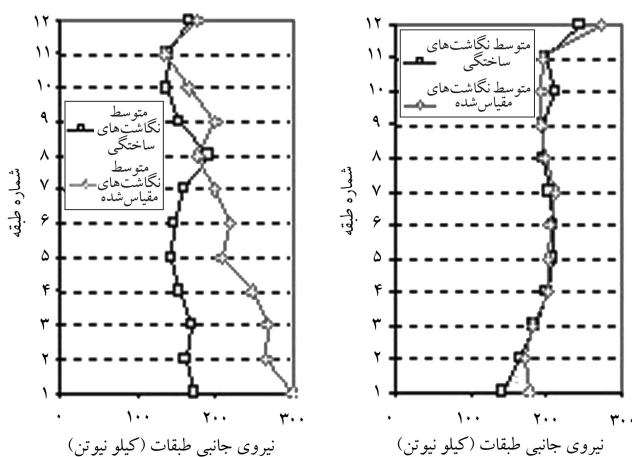 ۱۲
۱۱
۱۰
۹
۸
۷
۶
۵
۴
۳
۲
۱
شماره طبقه
متوسط
نگاشت‌های
ساختگی
متوسط
نگاشت‌های
مقیاس‌شده
۰ ۱۰۰ ۲۰۰ ۳۰۰
نیروی جانبی طبقات (کیلو نیوتن)
۱۲
۱۱
۱۰
۹
۸
۷
۶
۵
۴
۳
۲
۱
شماره طبقه
متوسط نگاشت‌های
ساختگی
متوسط نگاشت‌های
مقیاس‌شده
۰ ۱۰۰ ۲۰۰ ۳۰۰
نیروی جانبی طبقات (کیلو نیوتن)